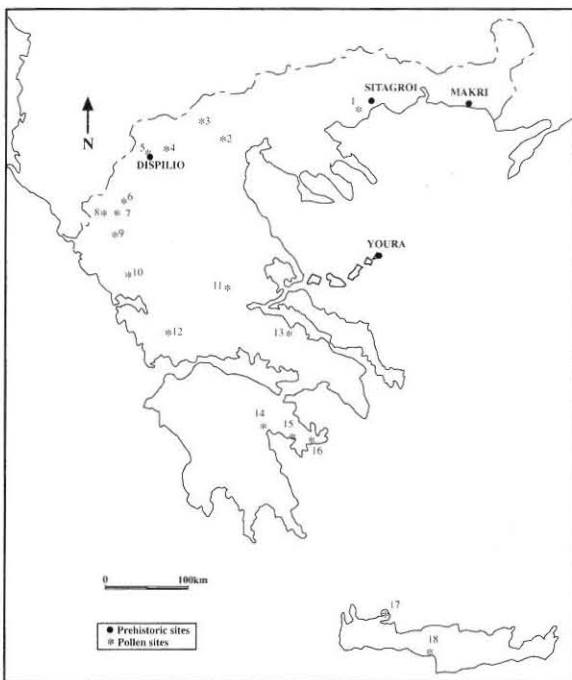 SITAGROI
MAKRI
1
3
2
N
5 4
DISPILIO
6
8 7
9
YOURA
10
11
12
13
14
15
16
0 100km
17
● Prehistoric sites
* Pollen sites
18